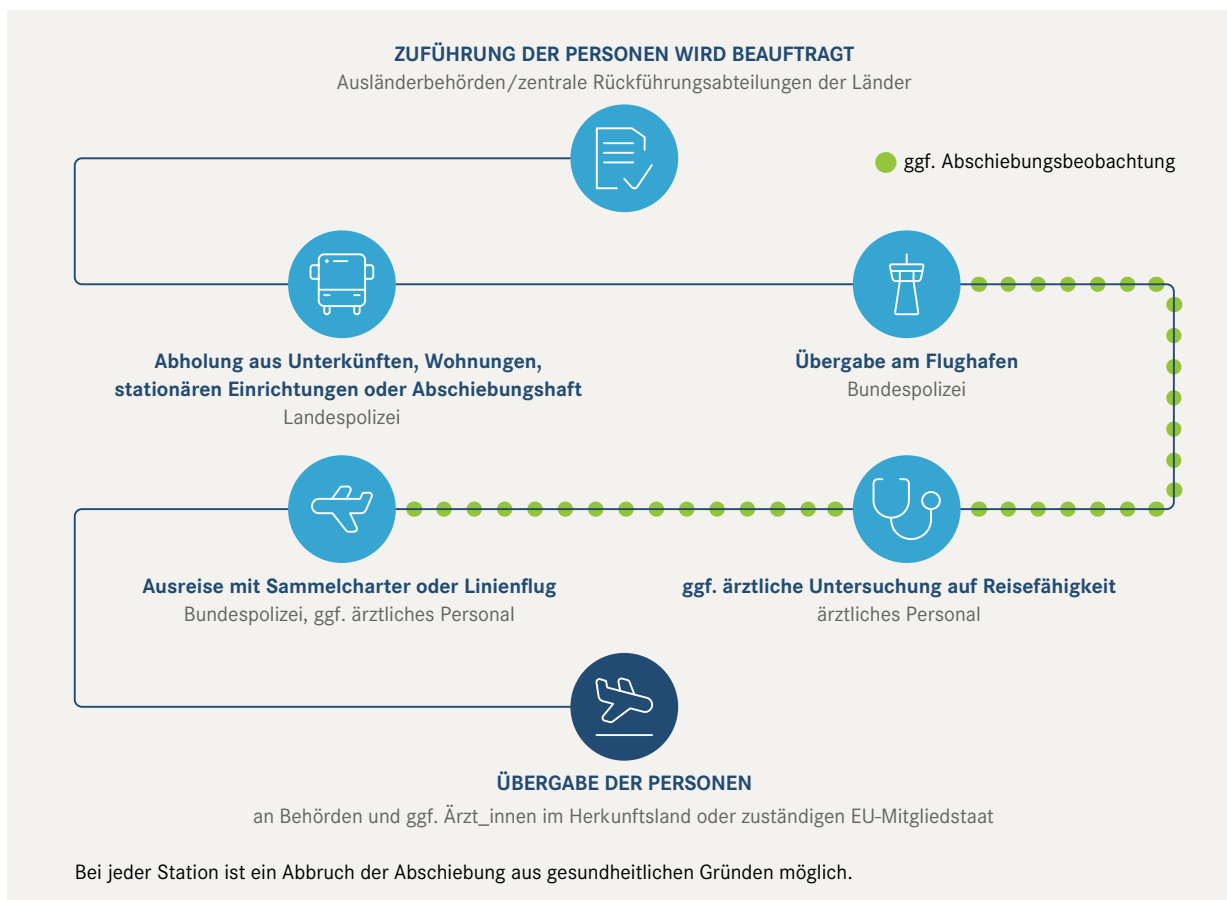 ZUFÜHRUNG DER PERSONEN WIRD BEAUFTRAGT
Ausländerbehörden/zentrale Rückführungsabteilungen der Länder
ggf. Abschiebungsbeobachtung
Abholung aus Unterkünften, Wohnungen,
stationären Einrichtungen oder Abschiebungshaft
Landespolizei
Übergabe am Flughafen
Bundespolizei
ggf. ärztliche Untersuchung auf Reisefähigkeit
ärztliches Personal
Ausreise mit Sammelcharter oder Linienflug
Bundespolizei, ggf. ärztliches Personal
ÜBERGABE DER PERSONEN
an Behörden und ggf. Ärzt_innen im Herkunftsland oder zuständigen EU-Mitgliedstaat
Bei jeder Station ist ein Abbruch der Abschiebung aus gesundheitlichen Gründen möglich.